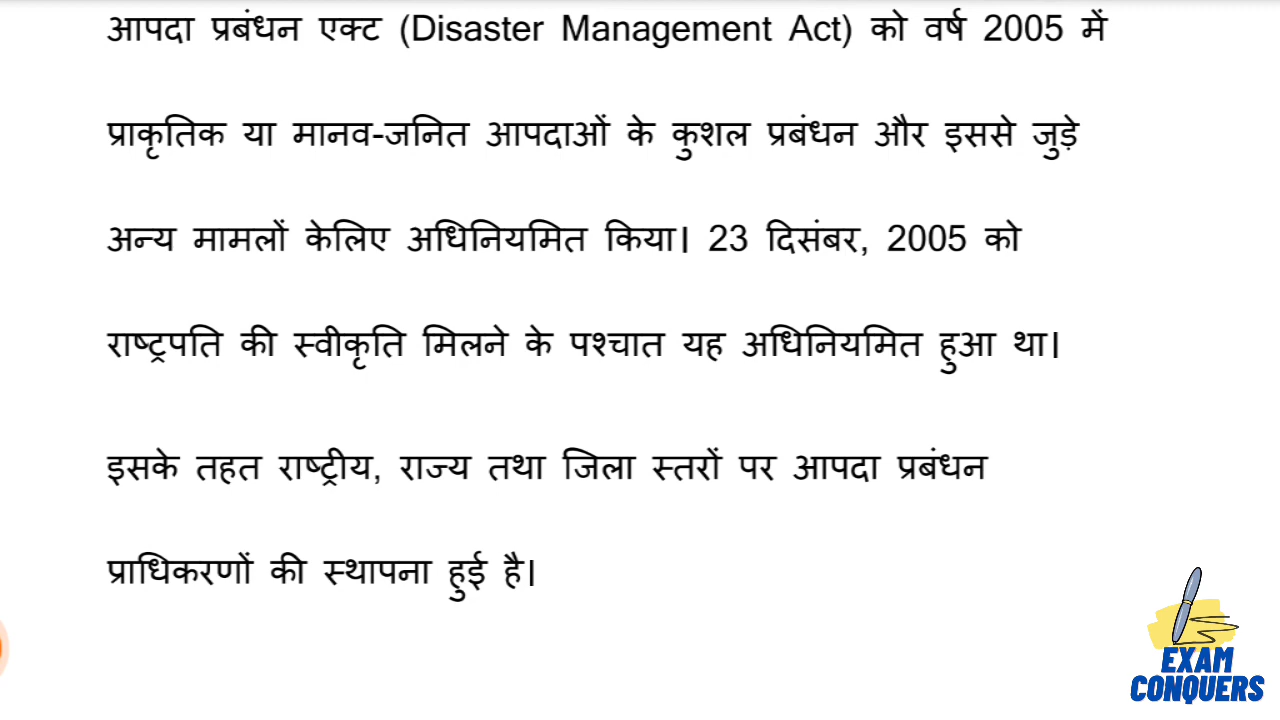 आपदा प्रबंधन एक्ट (Disaster Management Act) को वर्ष 2005 में
प्राकृतिक या मानव-जनित आपदाओं के कुशल प्रबंधन और इससे जुड़े
अन्य मामलों केलिए अधिनियमित किया। 23 दिसंबर, 2005 को
राष्ट्रपति की स्वीकृति मिलने के पश्चात यह अधिनियमित हुआ था।
इसके तहत राष्ट्रीय, राज्य तथा जिला स्तरों पर आपदा प्रबंधन
प्राधिकरणों की स्थापना हुई है।
EXAM
CONQUERS